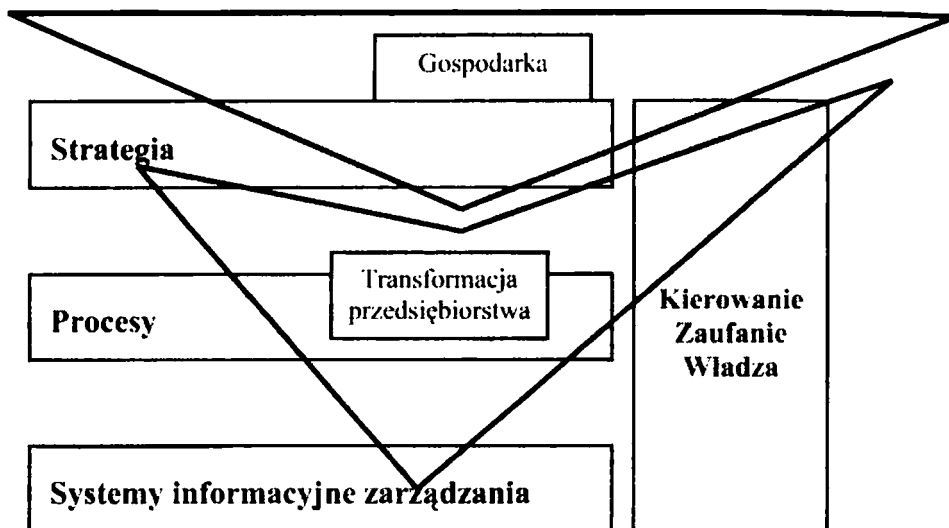 Gospodarka
Strategia
Transformacja
przedsiębiorstwa
Procesy
Kierowanie
Zaufanie
Władza
Systemy informacyjne zarządzania